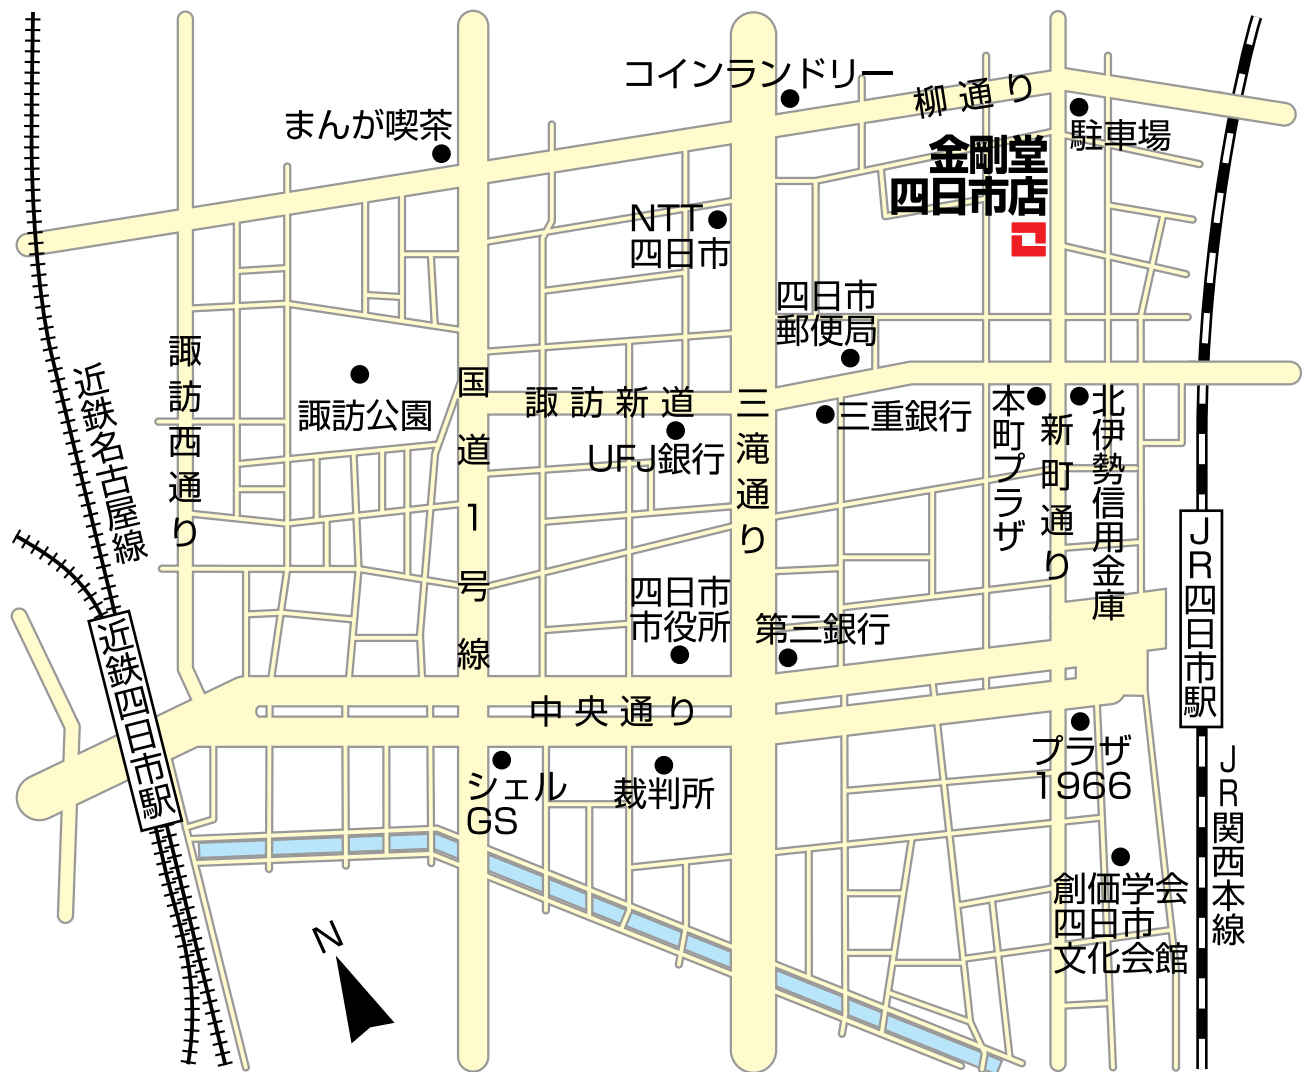 コインランドリー
柳通り
まんが喫茶
駐車場
金剛堂
四日市店
NTT
四日市
四日市
郵便局
諏訪西通り
近鉄名古屋線
諏訪公園
国道1号線
諏訪新道
UFJ銀行
三滝通り
三重銀行
本町プラザ
新町通り
北伊勢信用金庫
JR四日市駅
四日市
市役所
第三銀行
近鉄四日市駅
中央通り
シェル
GS
裁判所
プラザ
1966
JR関西本線
創価学会
四日市
文化会館
N